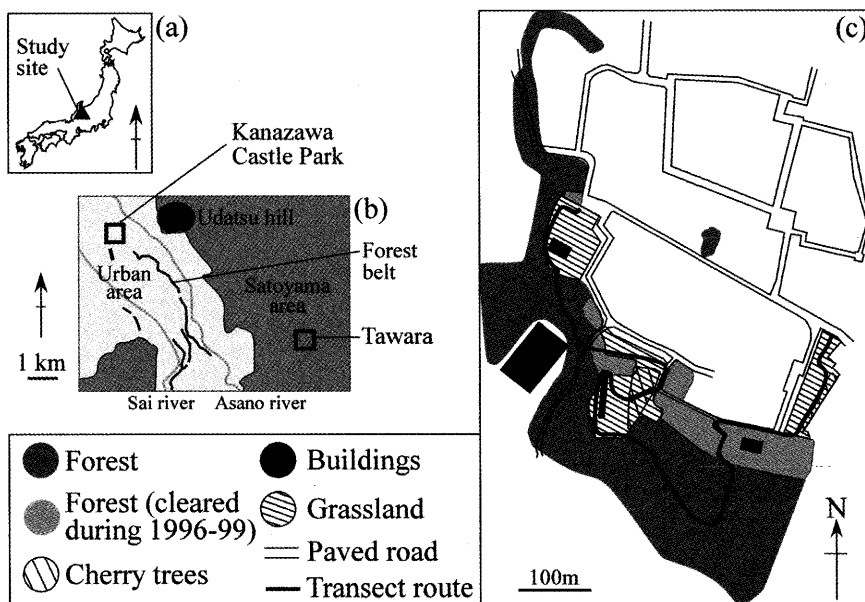 (a)
Study
site
Kanazawa
Castle Park
(b)
Udatsu hill
Forest
belt
Urban
area
Satoyama
area
Tawara
1 km
Sai river
Asano river
(c)
N
100m
Forest
Forest (cleared
during 1996-99)
Cherry trees
Buildings
Grassland
Paved road
Transect route